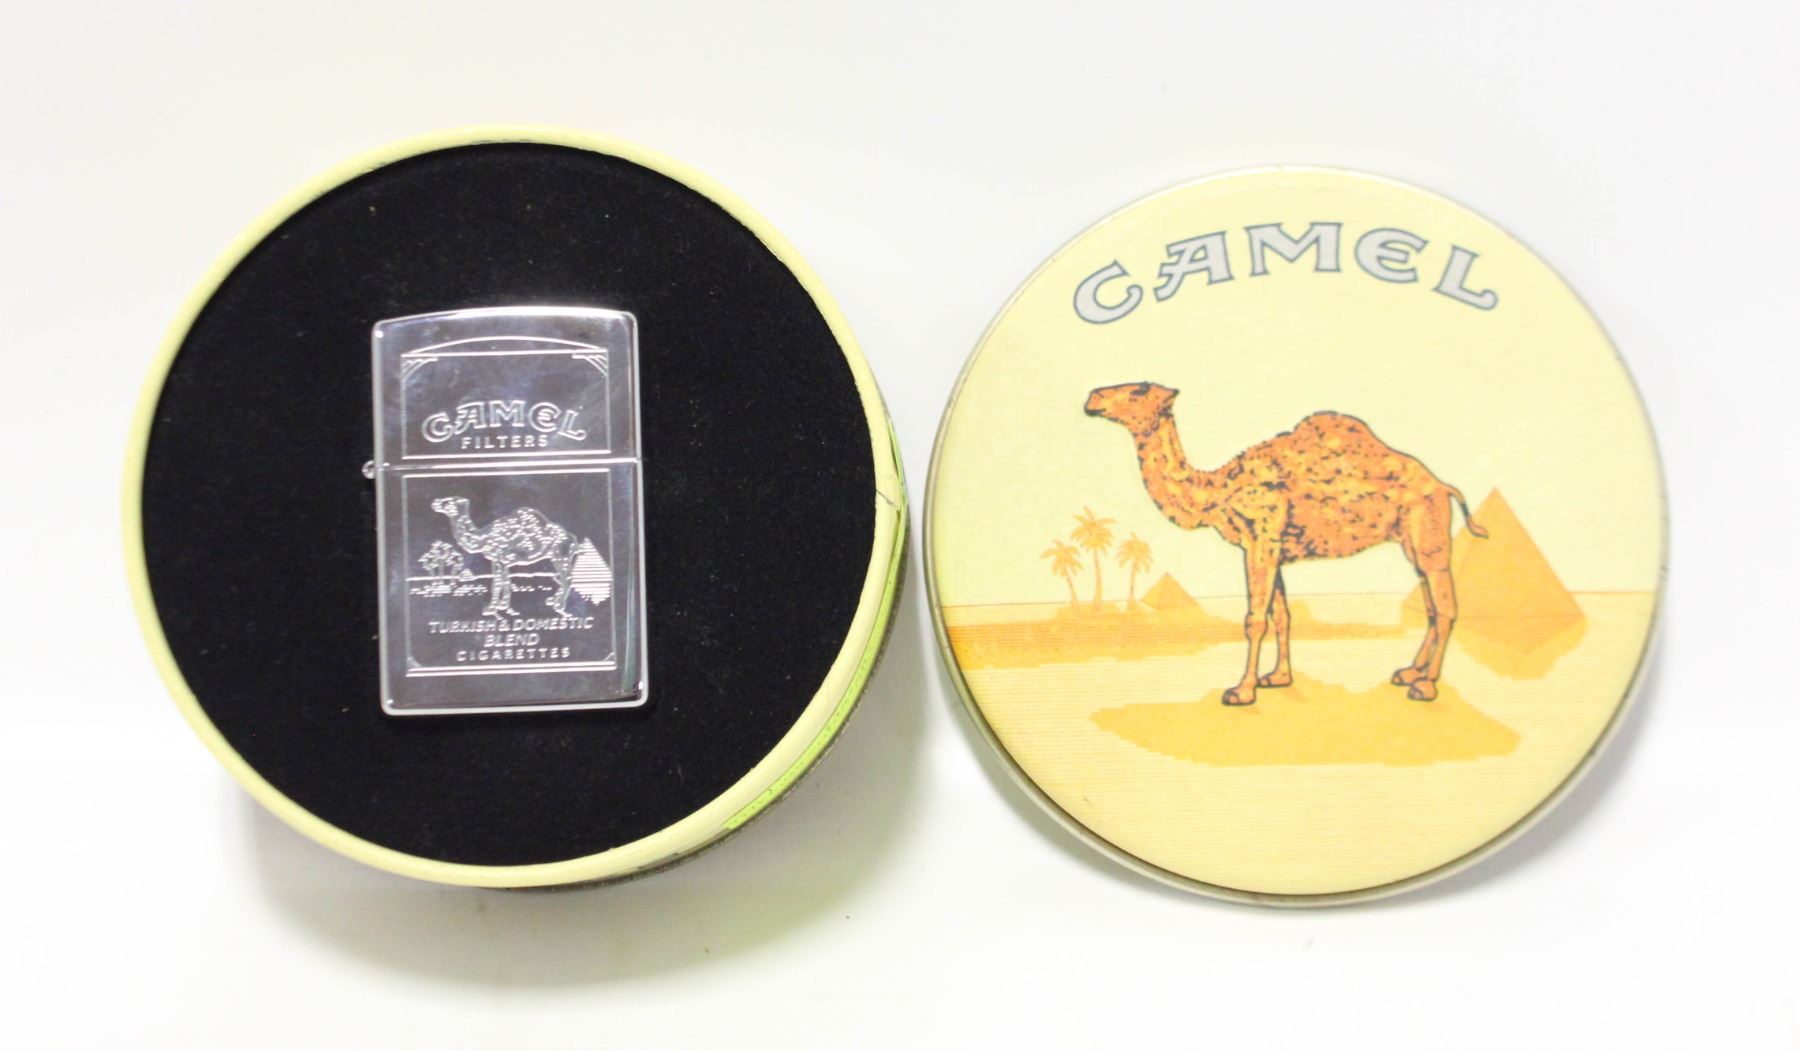 CAMEL
FILTERS
TURKISH & DOMESTIC
BLEND
CIGARETTES
CAMEL